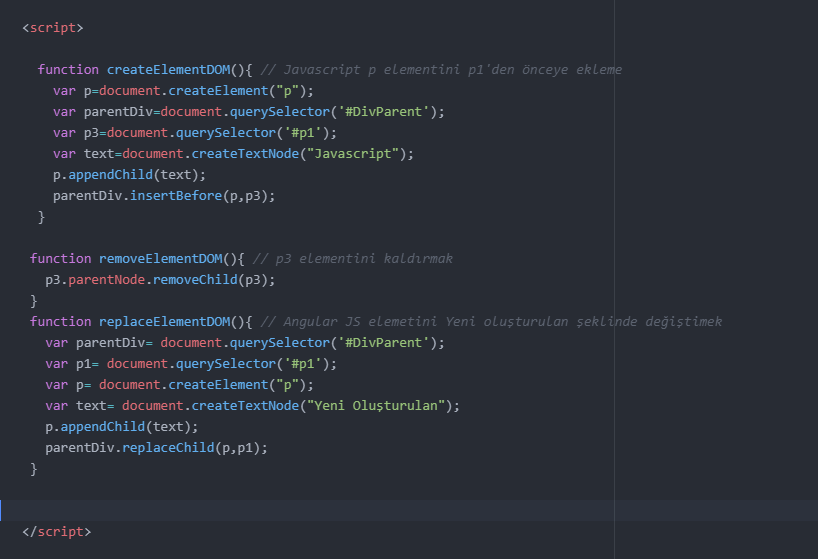 <script>
function createElementDOM(){ // Javascript p elementini p1'den önceye ekleme
var p=document.createElement("p");
var parentDiv=document.querySelector('#DivParent');
var p3=document.querySelector('#p1');
var text=document.createTextNode("Javascript");
p.appendChild(text);
parentDiv.insertBefore(p,p3);
}
function removeElementDOM(){ // p3 elementini kaldırmak
p3.parentNode.removeChild(p3);
}
function replaceElementDOM(){ // Angular JS elemetini Yeni oluşturulan şeklinde değiştimek
var parentDiv= document.querySelector('#DivParent');
var p1= document.querySelector('#p1');
var p= document.createElement("p");
var text= document.createTextNode("Yeni Oluşturulan");
p.appendChild(text);
parentDiv.replaceChild(p,p1);
}
</script>